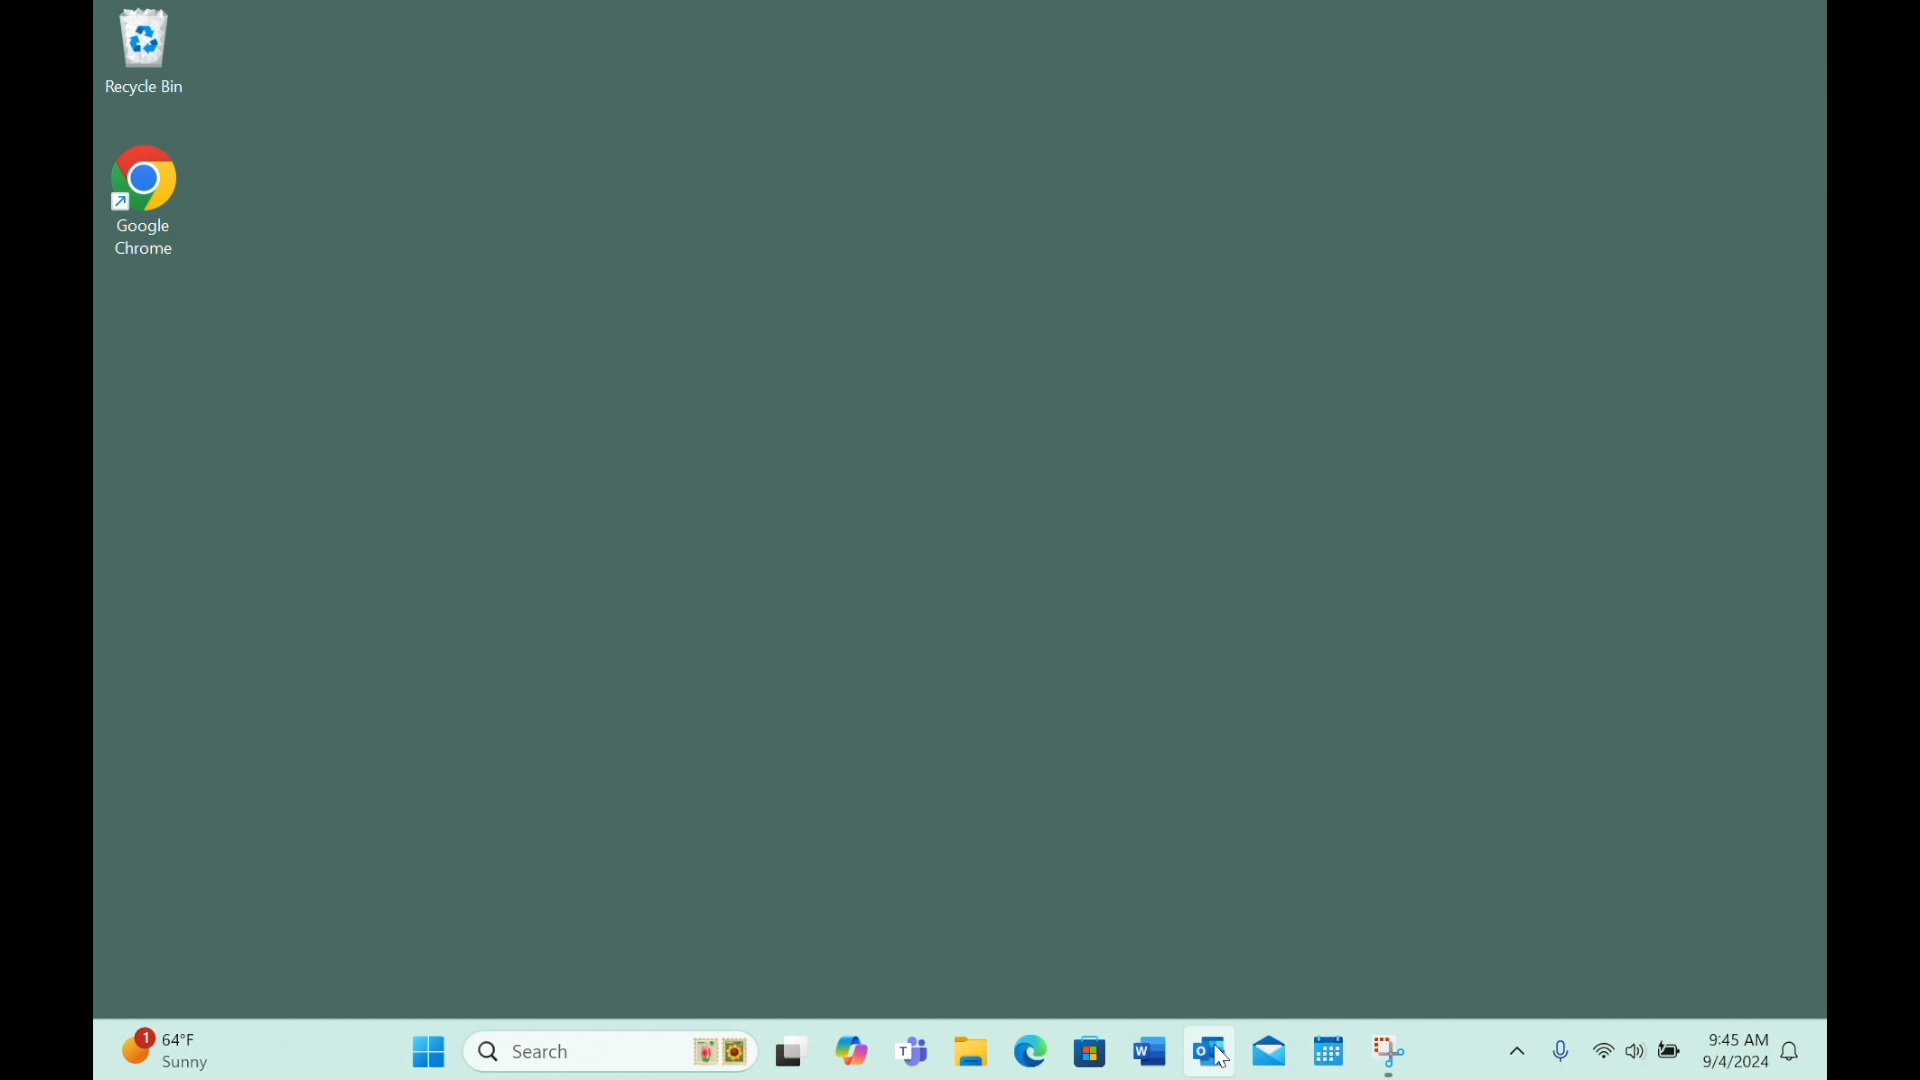 Recycle Bin
Google
Chrome
1
64°F
Sunny
Search
T
W
O
9:45 AM
9/4/2024